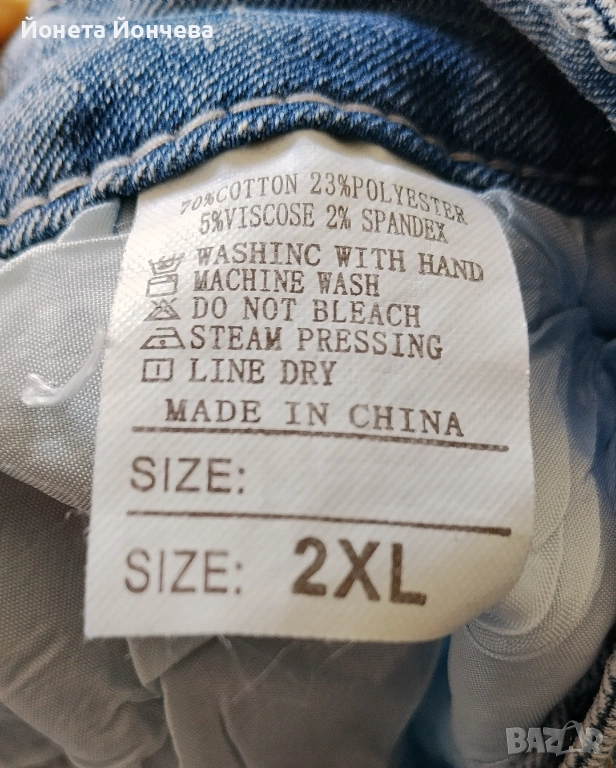 Йонета Йончева
70%COTTON 23%POLYESTER
5%VISCOSE 2% SPANDEX
WASHINC WITH HAND
MACHINE WASH
DO NOT BLEACH
STEAM PRESSING
LINE DRY
MADE IN CHINA
SIZE:
SIZE: 2XL
BAZAR